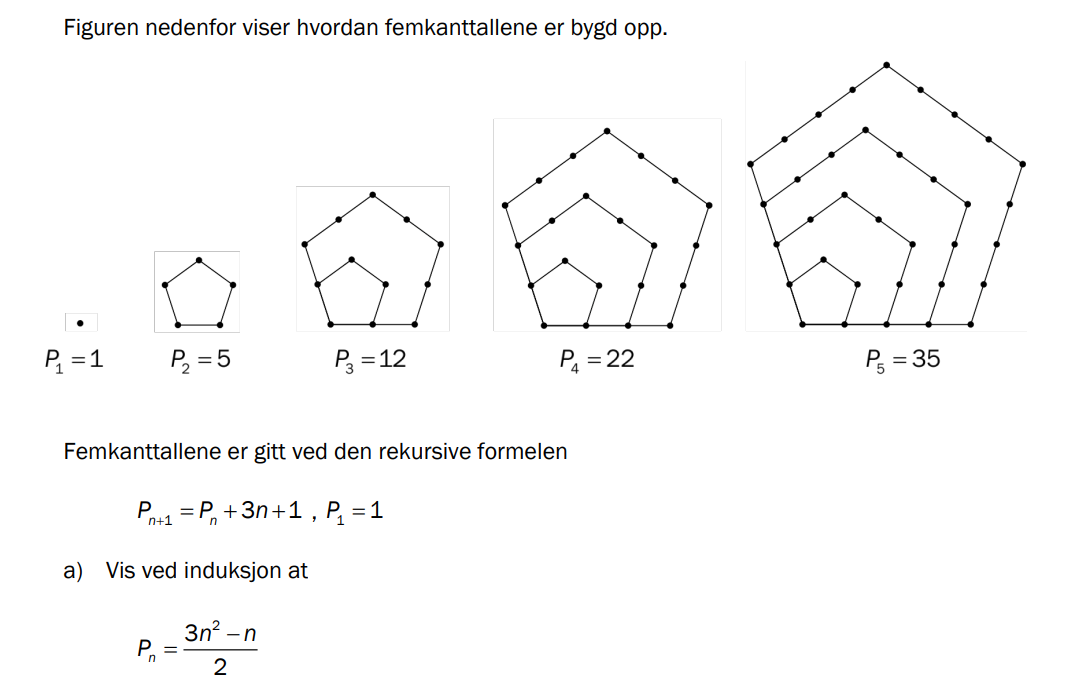 Figuren nedenfor viser hvordan femkanttallene er bygd opp.
P₁ = 1 P₂ = 5 P₃ = 12 P₄ = 22 P₅ = 35
Femkanttallene er gitt ved den rekursive formelen
Pₙ₊₁ = Pₙ + 3n + 1 , P₁ = 1
a) Vis ved induksjon at
Pₙ = (3n² − n) / 2